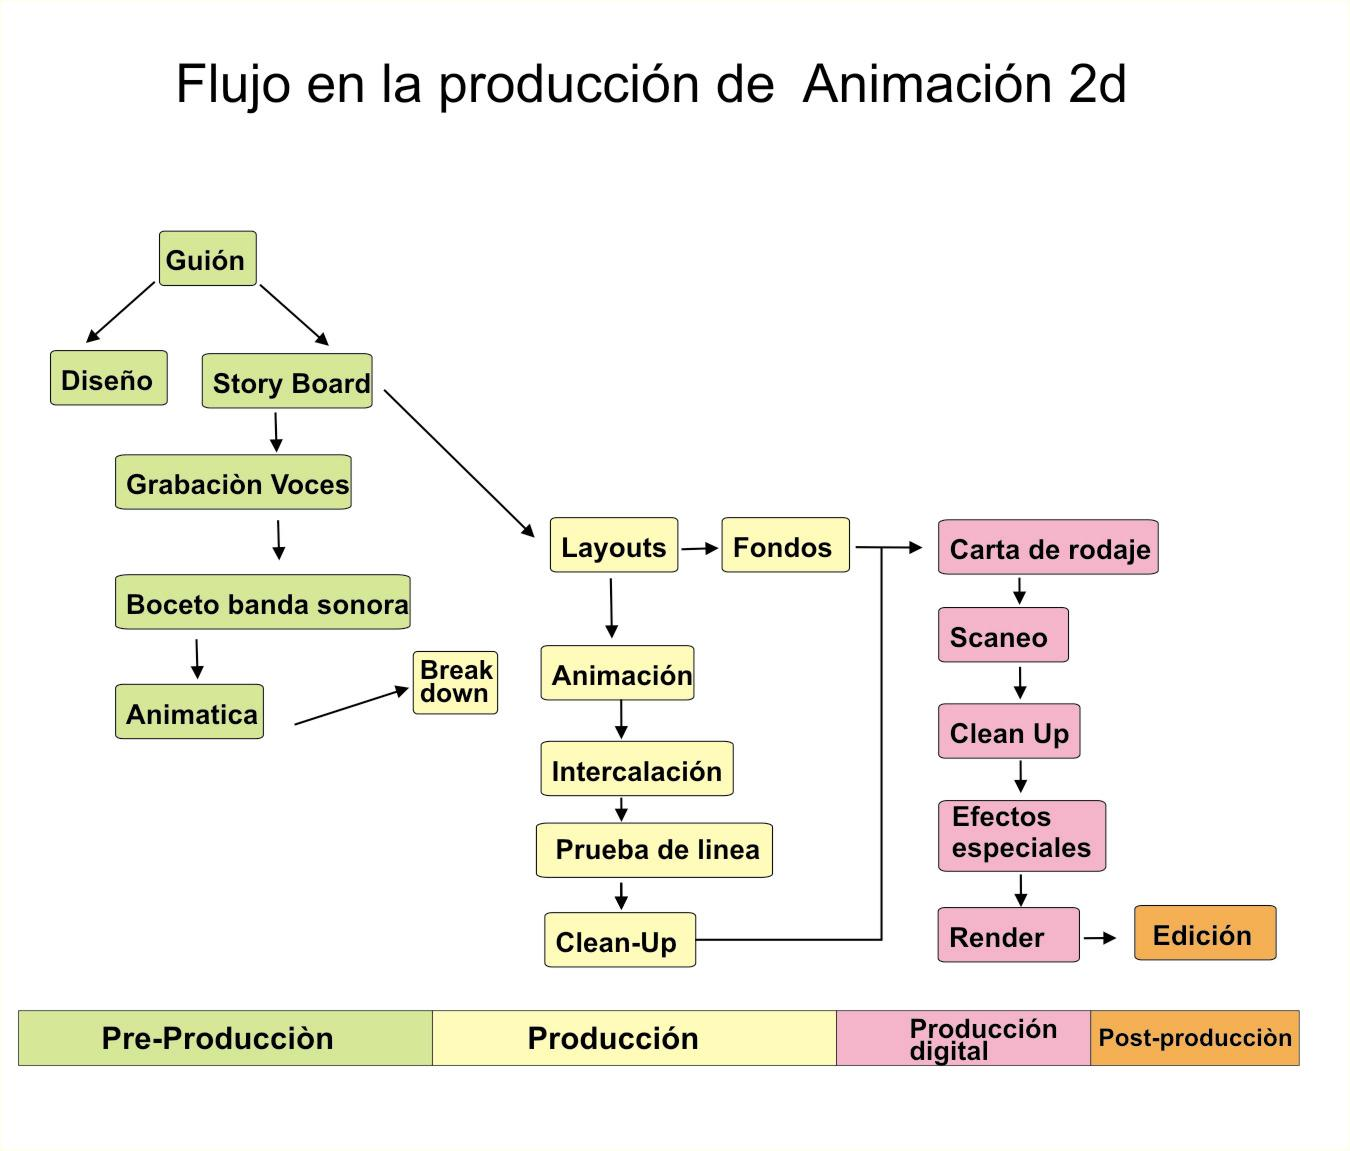 Flujo en la producción de  Animación 2d
Guión
Diseño
Story Board
Grabaciòn Voces
Boceto banda sonora
Animatica
Break
down
Layouts
Fondos
Animación
Intercalación
Prueba de linea
Clean-Up
Carta de rodaje
Scaneo
Clean Up
Efectos
especiales
Render
Edición
Pre-Producciòn
Producción
Producción
digital
Post-producciòn